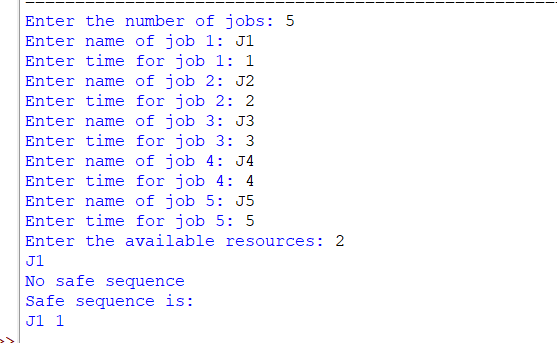 Enter the number of jobs: 5
Enter name of job 1: J1
Enter time for job 1: 1
Enter name of job 2: J2
Enter time for job 2: 2
Enter name of job 3: J3
Enter time for job 3: 3
Enter name of job 4: J4
Enter time for job 4: 4
Enter name of job 5: J5
Enter time for job 5: 5
Enter the available resources: 2
J1
No safe sequence
Safe sequence is:
J1 1
>>